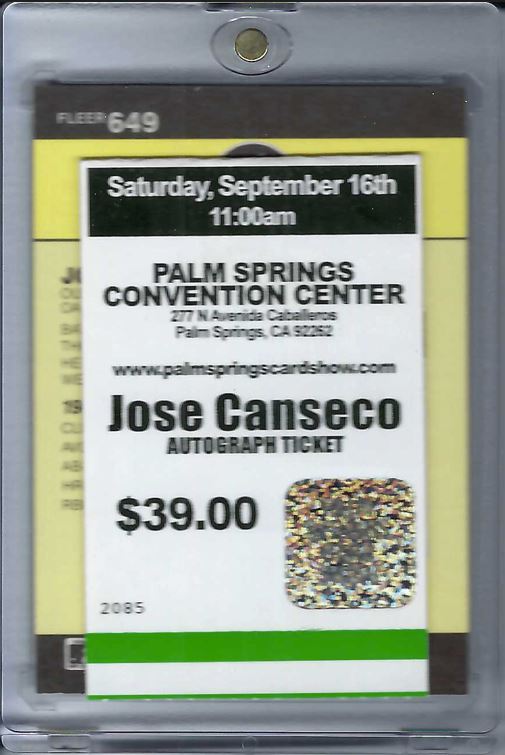 FLEER 649
Saturday, September 16th
11:00am
PALM SPRINGS
CONVENTION CENTER
277 N Avenida Caballeros
Palm Springs, CA 92262
www.palmspringscardshow.com
Jose Canseco
AUTOGRAPH TICKET
$39.00
2085